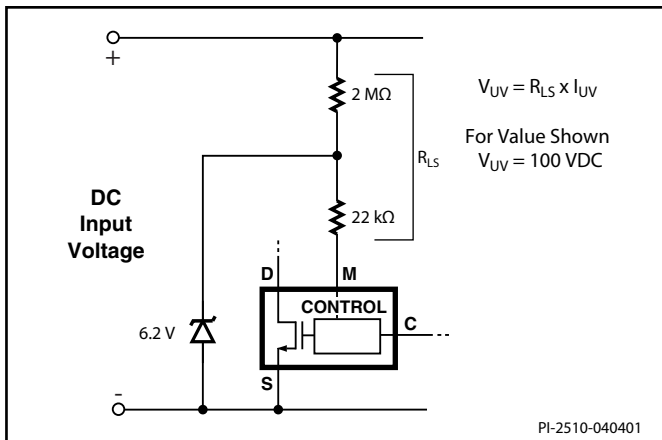 +
2 MΩ
V_UV = R_LS x I_UV
For Value Shown
V_UV = 100 VDC
R_LS
DC
Input
Voltage
22 kΩ
D
M
CONTROL
C
6.2 V
S
-
PI-2510-040401